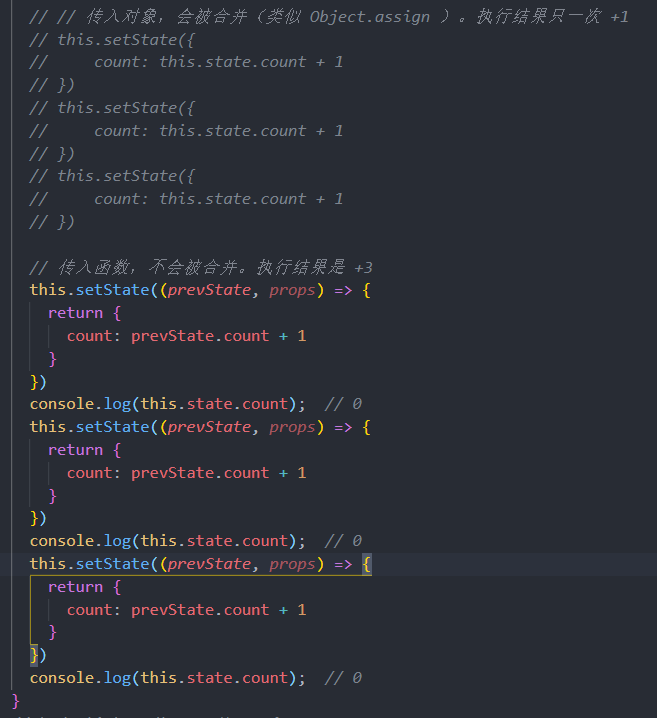 // // 传入对象，会被合并（类似 Object.assign ）。执行结果只一次 +1
// this.setState({
//     count: this.state.count + 1
// })
// this.setState({
//     count: this.state.count + 1
// })
// this.setState({
//     count: this.state.count + 1
// })
// 传入函数，不会被合并。执行结果是 +3
this.setState((prevState, props) => {
  return {
    count: prevState.count + 1
  }
})
console.log(this.state.count);  // 0
this.setState((prevState, props) => {
  return {
    count: prevState.count + 1
  }
})
console.log(this.state.count);  // 0
this.setState((prevState, props) => {
  return {
    count: prevState.count + 1
  }
})
console.log(this.state.count);  // 0
}